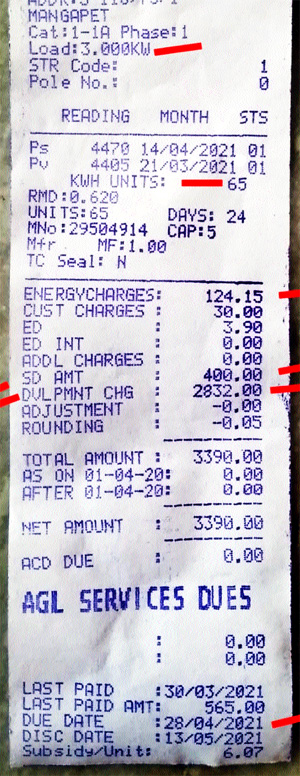 MANGAPET
Cat:1-1A Phase:1
Load:3.000KW
STR Code: 1
Pole No.: 0
READING MONTH STS
Ps 4470 14/04/2021 01
Pv 4405 21/03/2021 01
KWH UNITS: 65
RMD:0.620
UNITS:65 DAYS: 24
MNo:29504914 CAP:5
Mfr MF:1.00
TC Seal: N
ENERGYCHARGES: 124.15
CUST CHARGES : 30.00
ED : 3.90
ED INT : 0.00
ADDL CHARGES : 0.00
SD AMT : 400.00
DVLPMNT CHG : 2832.00
ADJUSTMENT : -0.00
ROUNDING : -0.05
TOTAL AMOUNT : 3390.00
AS ON 01-04-20: 0.00
AFTER 01-04-20: 0.00
NET AMOUNT : 3390.00
ACD DUE : 0.00
AGL SERVICES DUES
: 0.00
: 0.00
LAST PAID :30/03/2021
LAST PAID AMT: 565.00
DUE DATE :28/04/2021
DISC DATE :13/05/2021
Subsidy/Unit: 6.07